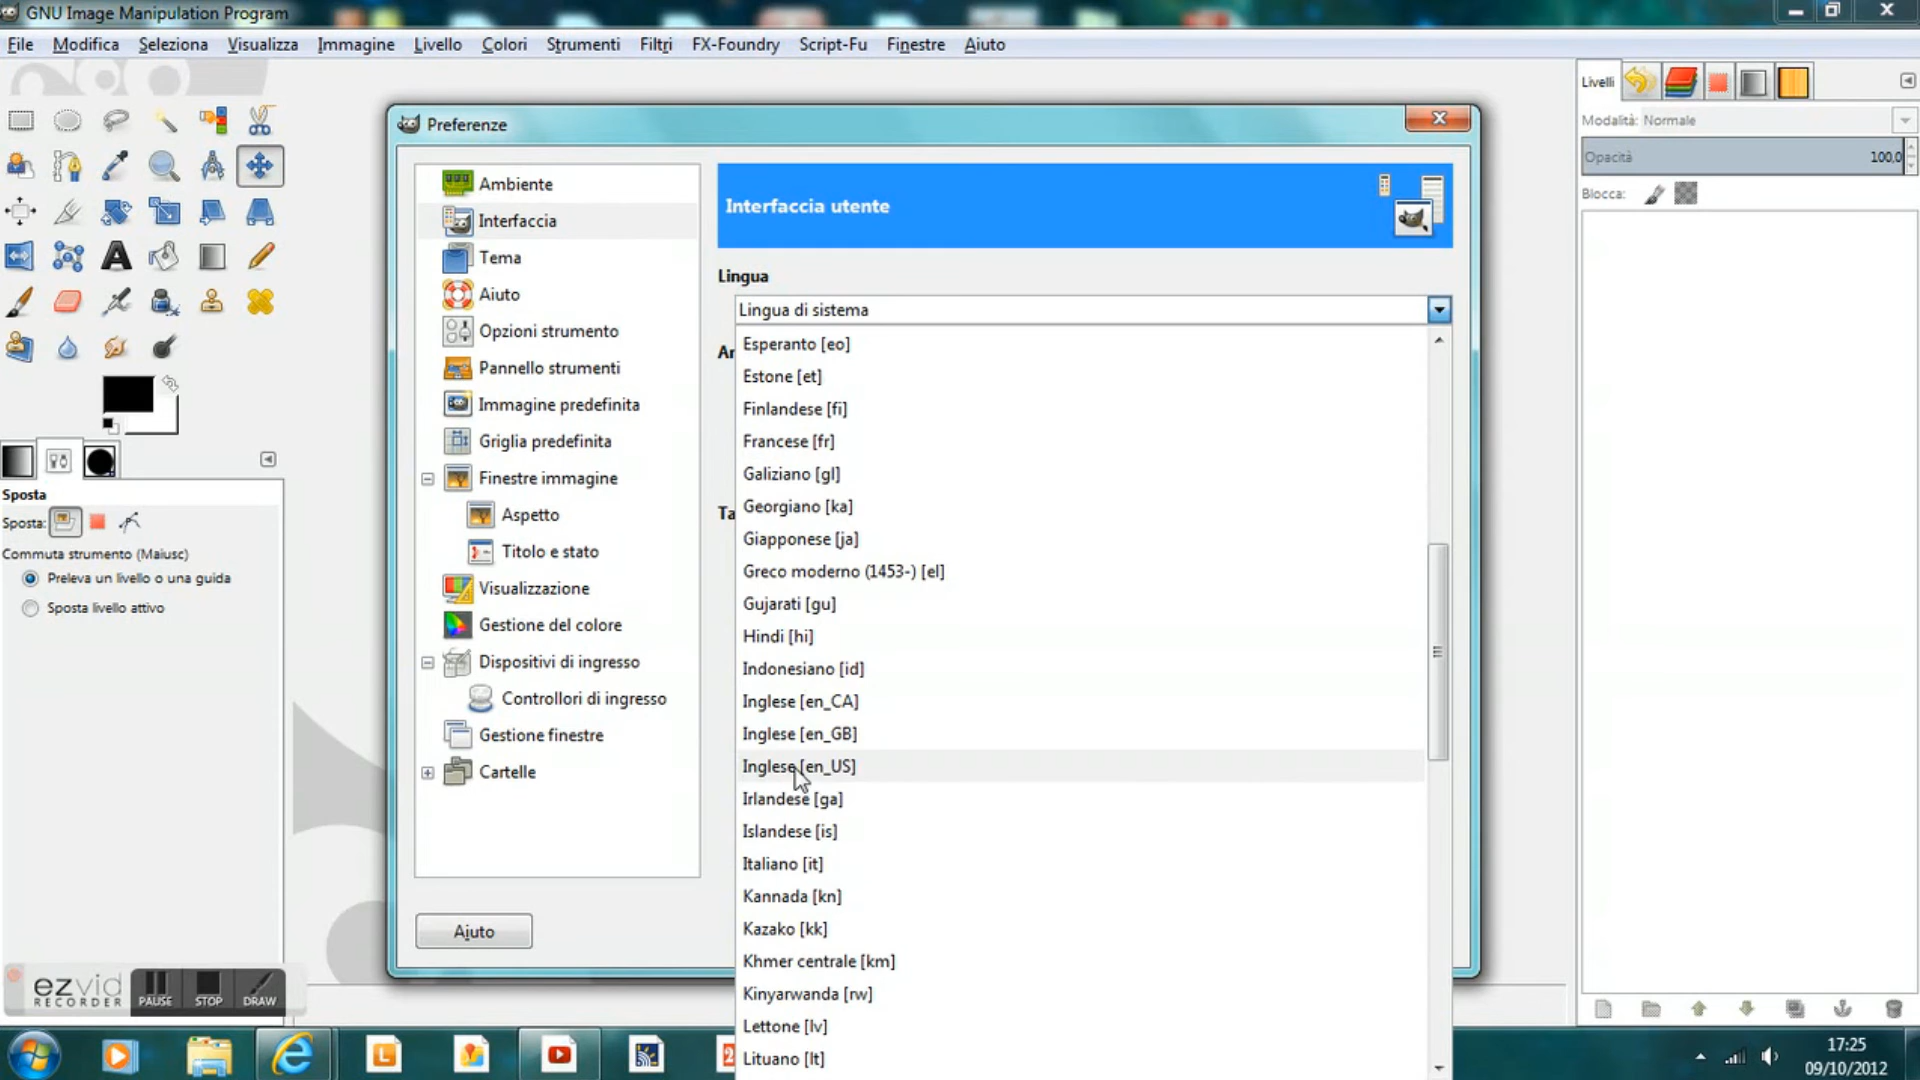 GNU Image Manipulation Program
File Modifica Seleziona Visualizza Immagine Livello Colori Strumenti Filtri FX-Foundry Script-Fu Finestre Aiuto
Livelli
Modalità: Normale
Opacità 100,0
Blocca:
Sposta
Sposta:
Commuta strumento (Maiusc)
Preleva un livello o una guida
Sposta livello attivo
Preferenze
Ambiente
Interfaccia
Tema
Aiuto
Opzioni strumento
Pannello strumenti
Immagine predefinita
Griglia predefinita
Finestre immagine
Aspetto
Titolo e stato
Visualizzazione
Gestione del colore
Dispositivi di ingresso
Controllori di ingresso
Gestione finestre
Cartelle
Aiuto
Interfaccia utente
Lingua
Lingua di sistema
Esperanto [eo]
Estone [et]
Finlandese [fi]
Francese [fr]
Galiziano [gl]
Georgiano [ka]
Giapponese [ja]
Greco moderno (1453-) [el]
Gujarati [gu]
Hindi [hi]
Indonesiano [id]
Inglese [en_CA]
Inglese [en_GB]
Inglese [en_US]
Irlandese [ga]
Islandese [is]
Italiano [it]
Kannada [kn]
Kazako [kk]
Khmer centrale [km]
Kinyarwanda [rw]
Lettone [lv]
Lituano [lt]
ezvid
RECORDER
PAUSE STOP DRAW
17:25
09/10/2012